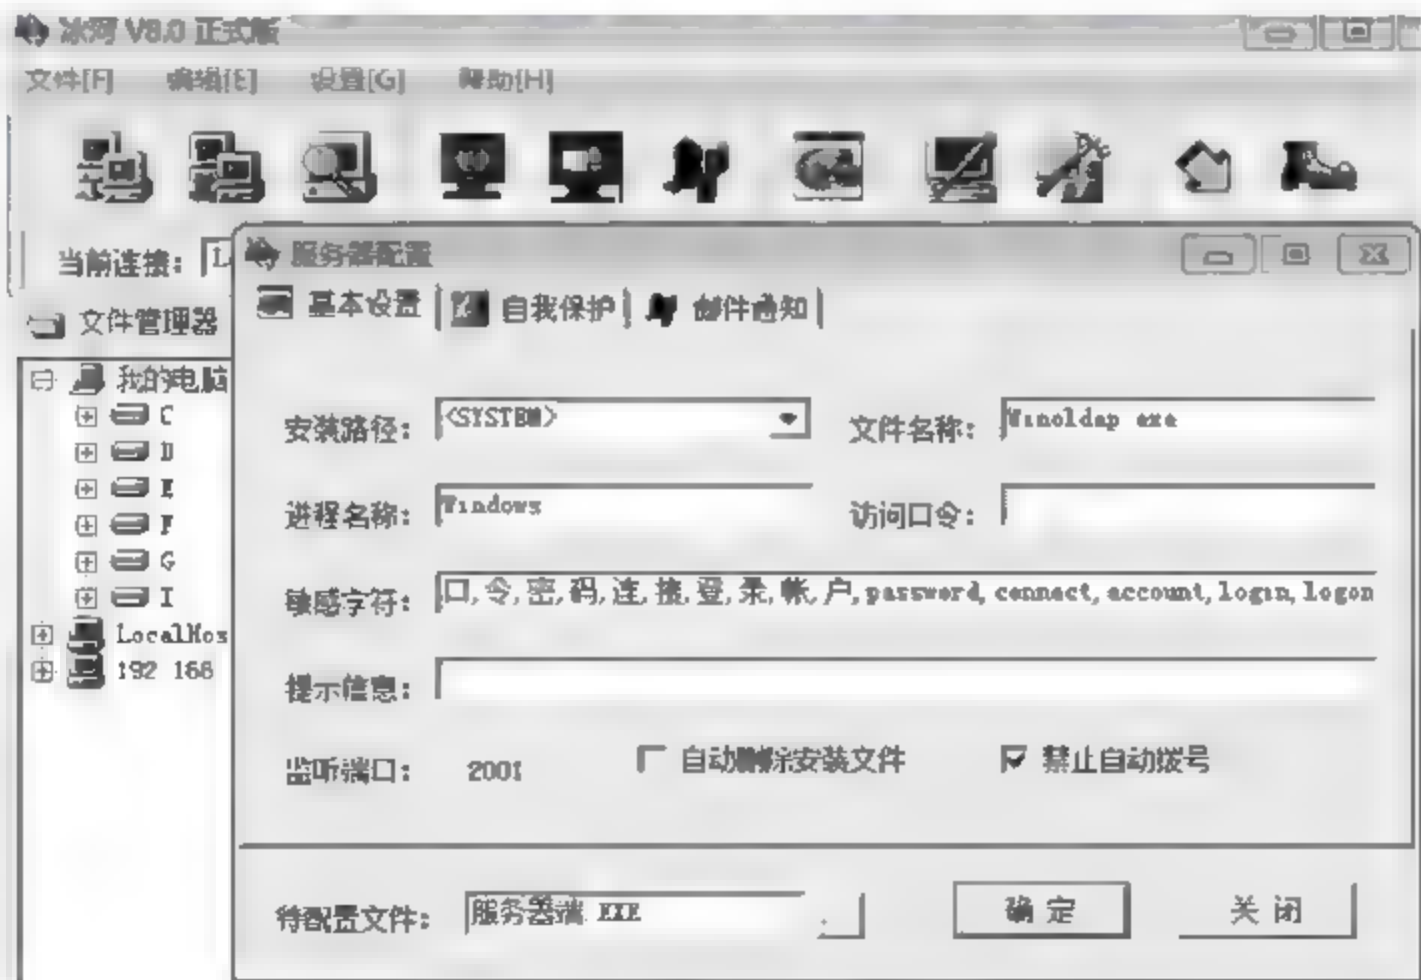 冰河 V8.0 正式版
文件[F] 编辑[E] 设置[G] 帮助[H]
当前连接： L
文件管理器
我的电脑
C
D
E
F
G
I
LocalHos
192 168
服务器配置
基本设置 自我保护 邮件通知
安装路径： <SYSTEM> 文件名称： Winoldap exe
进程名称： Windows 访问口令：
敏感字符： 口,令,密,码,连,接,登,录,帐,户,password,connect,account,login,logon
提示信息：
监听端口： 2001 自动删除安装文件 禁止自动拨号
待配置文件： 服务器端 EXE 确 定 关 闭